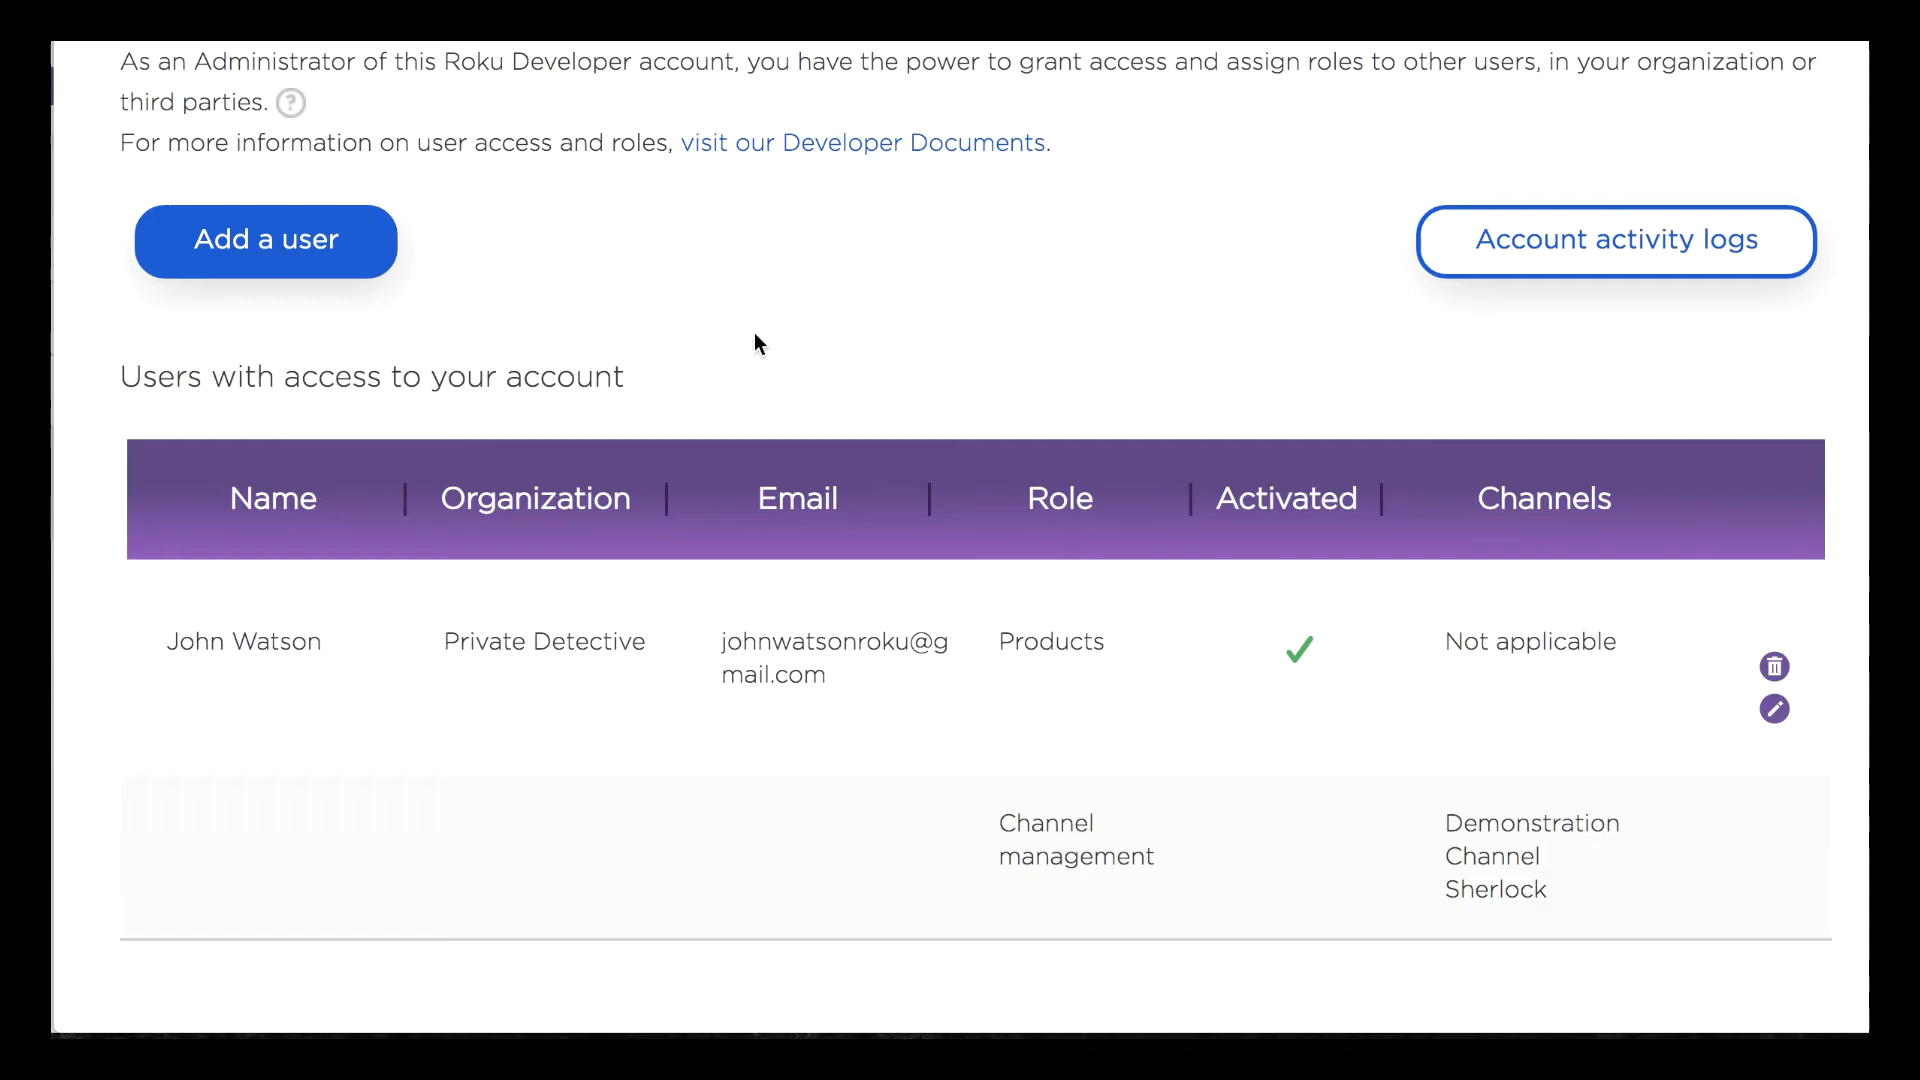 As an Administrator of this Roku Developer account, you have the power to grant access and assign roles to other users, in your organization or
third parties. ?
For more information on user access and roles, visit our Developer Documents.
Add a user
Account activity logs
Users with access to your account
Name Organization Email Role Activated Channels
John Watson Private Detective johnwatsonroku@g Products Not applicable
mail.com
Channel Demonstration
management Channel
Sherlock